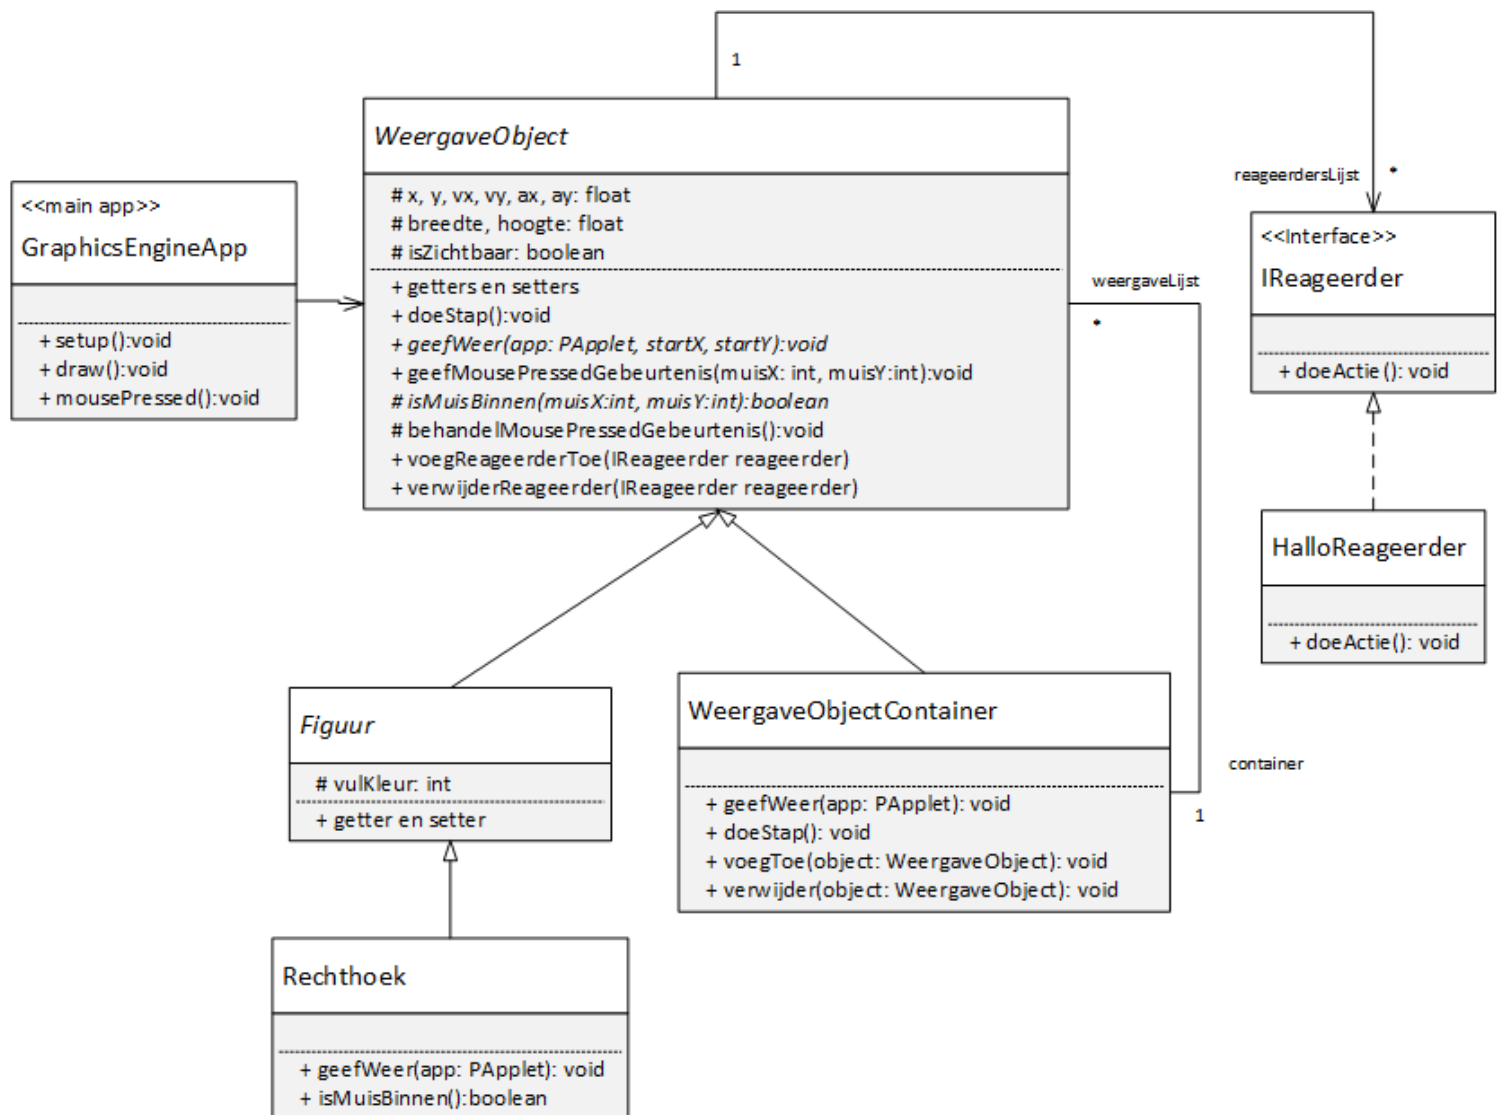 1
WeergaveObject
# x, y, vx, vy, ax, ay: float
# breedte, hoogte: float
# isZichtbaar: boolean
+ getters en setters
+ doeStap():void
+ geefWeer(app: PApplet, startX, startY):void
+ geefMousePressedGebeurtenis(muisX: int, muisY:int):void
# isMuisBinnen(muisX:int, muisY:int):boolean
# behandelMousePressedGebeurtenis():void
+ voegReageerderToe(IReageerder reageerder)
+ verwijderReageerder(IReageerder reageerder)
<<main app>>
GraphicsEngineApp
+ setup():void
+ draw():void
+ mousePressed():void
reageerdersLijst *
<<Interface>>
IReageerder
+ doeActie(): void
weergaveLijst
*
HalloReageerder
+ doeActie(): void
Figuur
# vulKleur: int
+ getter en setter
WeergaveObjectContainer
+ geefWeer(app: PApplet): void
+ doeStap(): void
+ voegToe(object: WeergaveObject): void
+ verwijder(object: WeergaveObject): void
container
1
Rechthoek
+ geefWeer(app: PApplet): void
+ isMuisBinnen():boolean